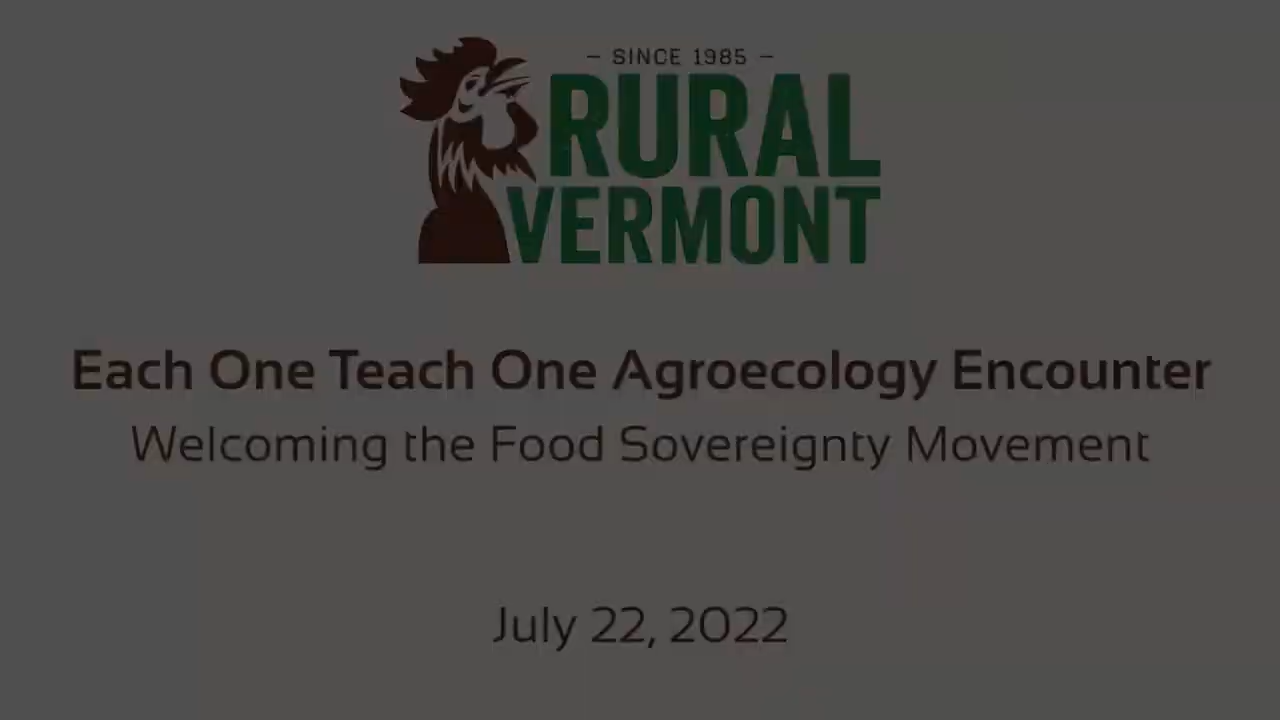 – SINCE 1985 –
RURAL
VERMONT
Each One Teach One Agroecology Encounter
Welcoming the Food Sovereignty Movement
July 22, 2022